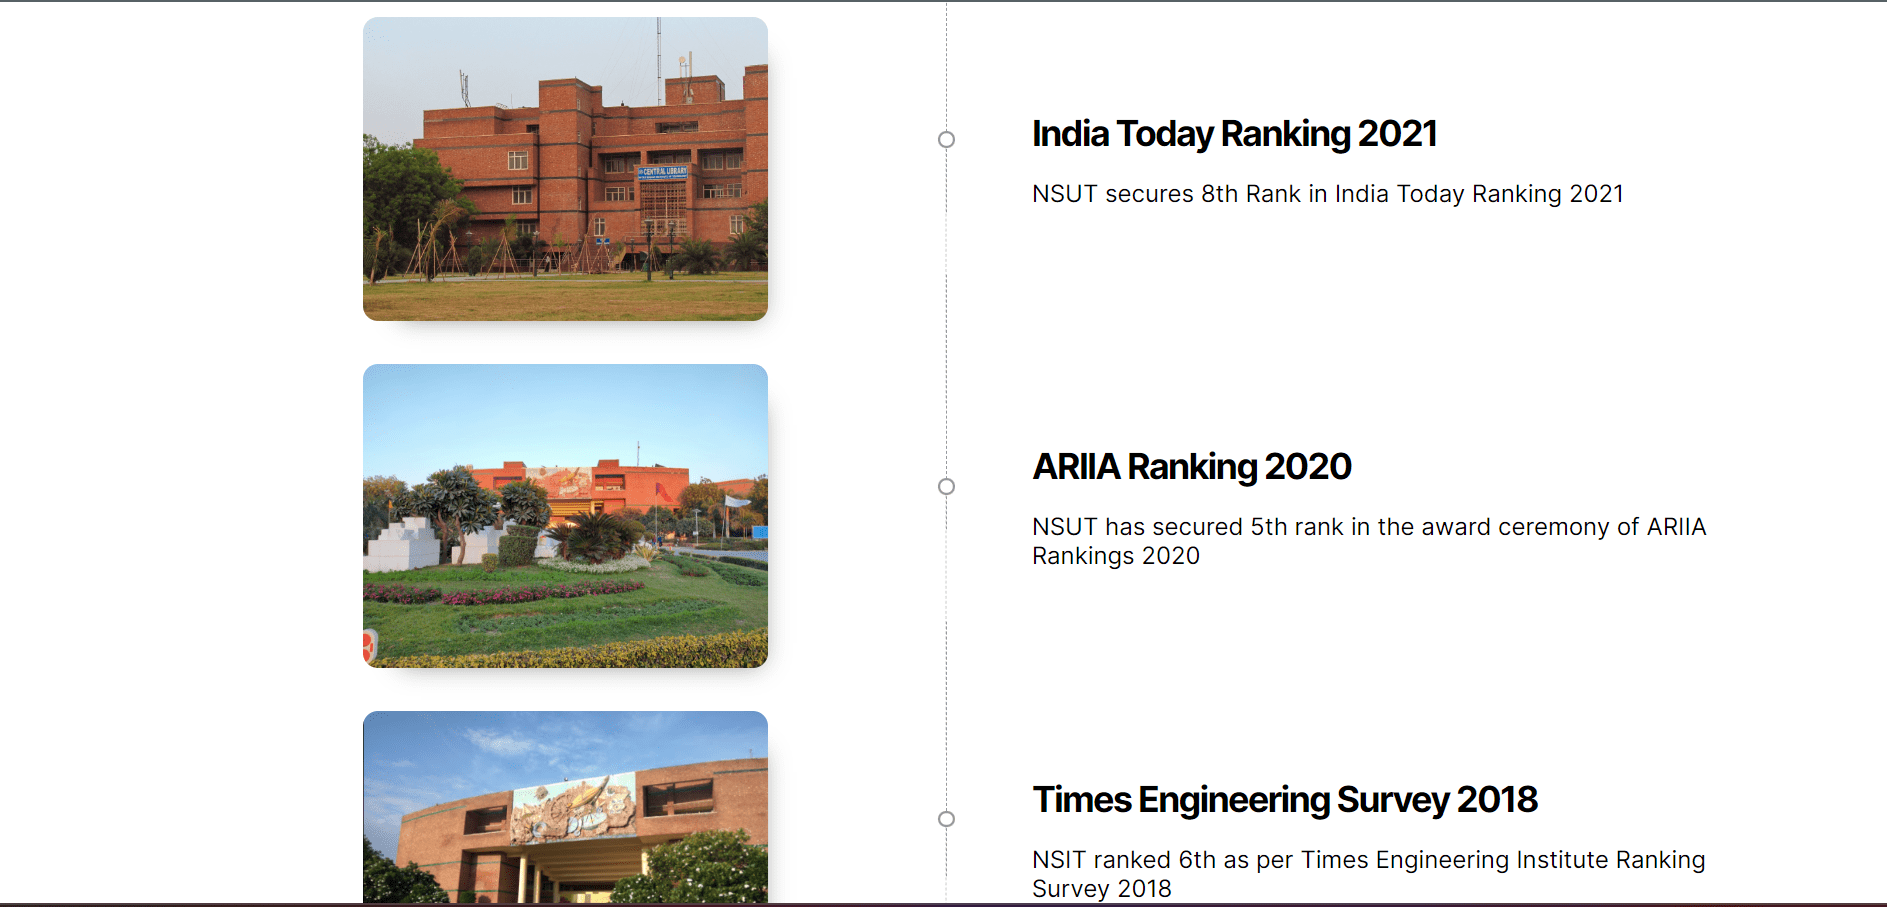 CENTRAL LIBRARY
India Today Ranking 2021
NSUT secures 8th Rank in India Today Ranking 2021
ARIIA Ranking 2020
NSUT has secured 5th rank in the award ceremony of ARIIA
Rankings 2020
Times Engineering Survey 2018
NSIT ranked 6th as per Times Engineering Institute Ranking
Survey 2018